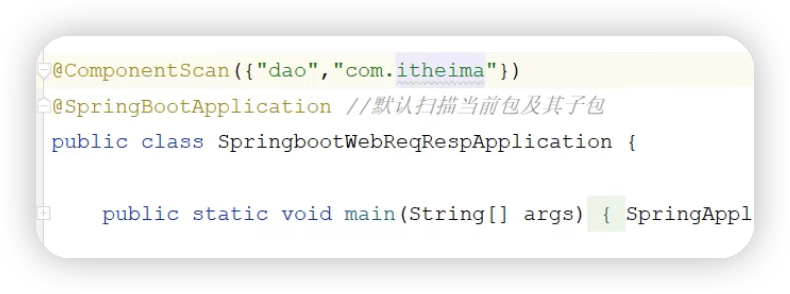 @ComponentScan({"dao","com.itheima"})
@SpringBootApplication //默认扫描当前包及其子包
public class SpringbootWebReqRespApplication {
public static void main(String[] args) { SpringAppl